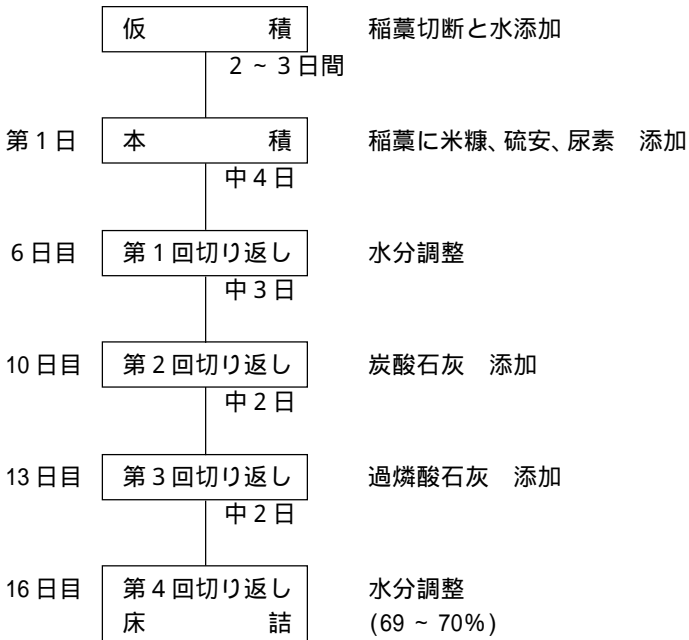 仮　積　稲藁切断と水添加
2 ~ 3 日間
第 1 日　本　積　稲藁に米糠、硫安、尿素　添加
中 4 日
6 日目　第 1 回切り返し　水分調整
中 3 日
10 日目　第 2 回切り返し　炭酸石灰　添加
中 2 日
13 日目　第 3 回切り返し　過燐酸石灰　添加
中 2 日
16 日目　第 4 回切り返し　水分調整
床　詰　(69 ~ 70%)